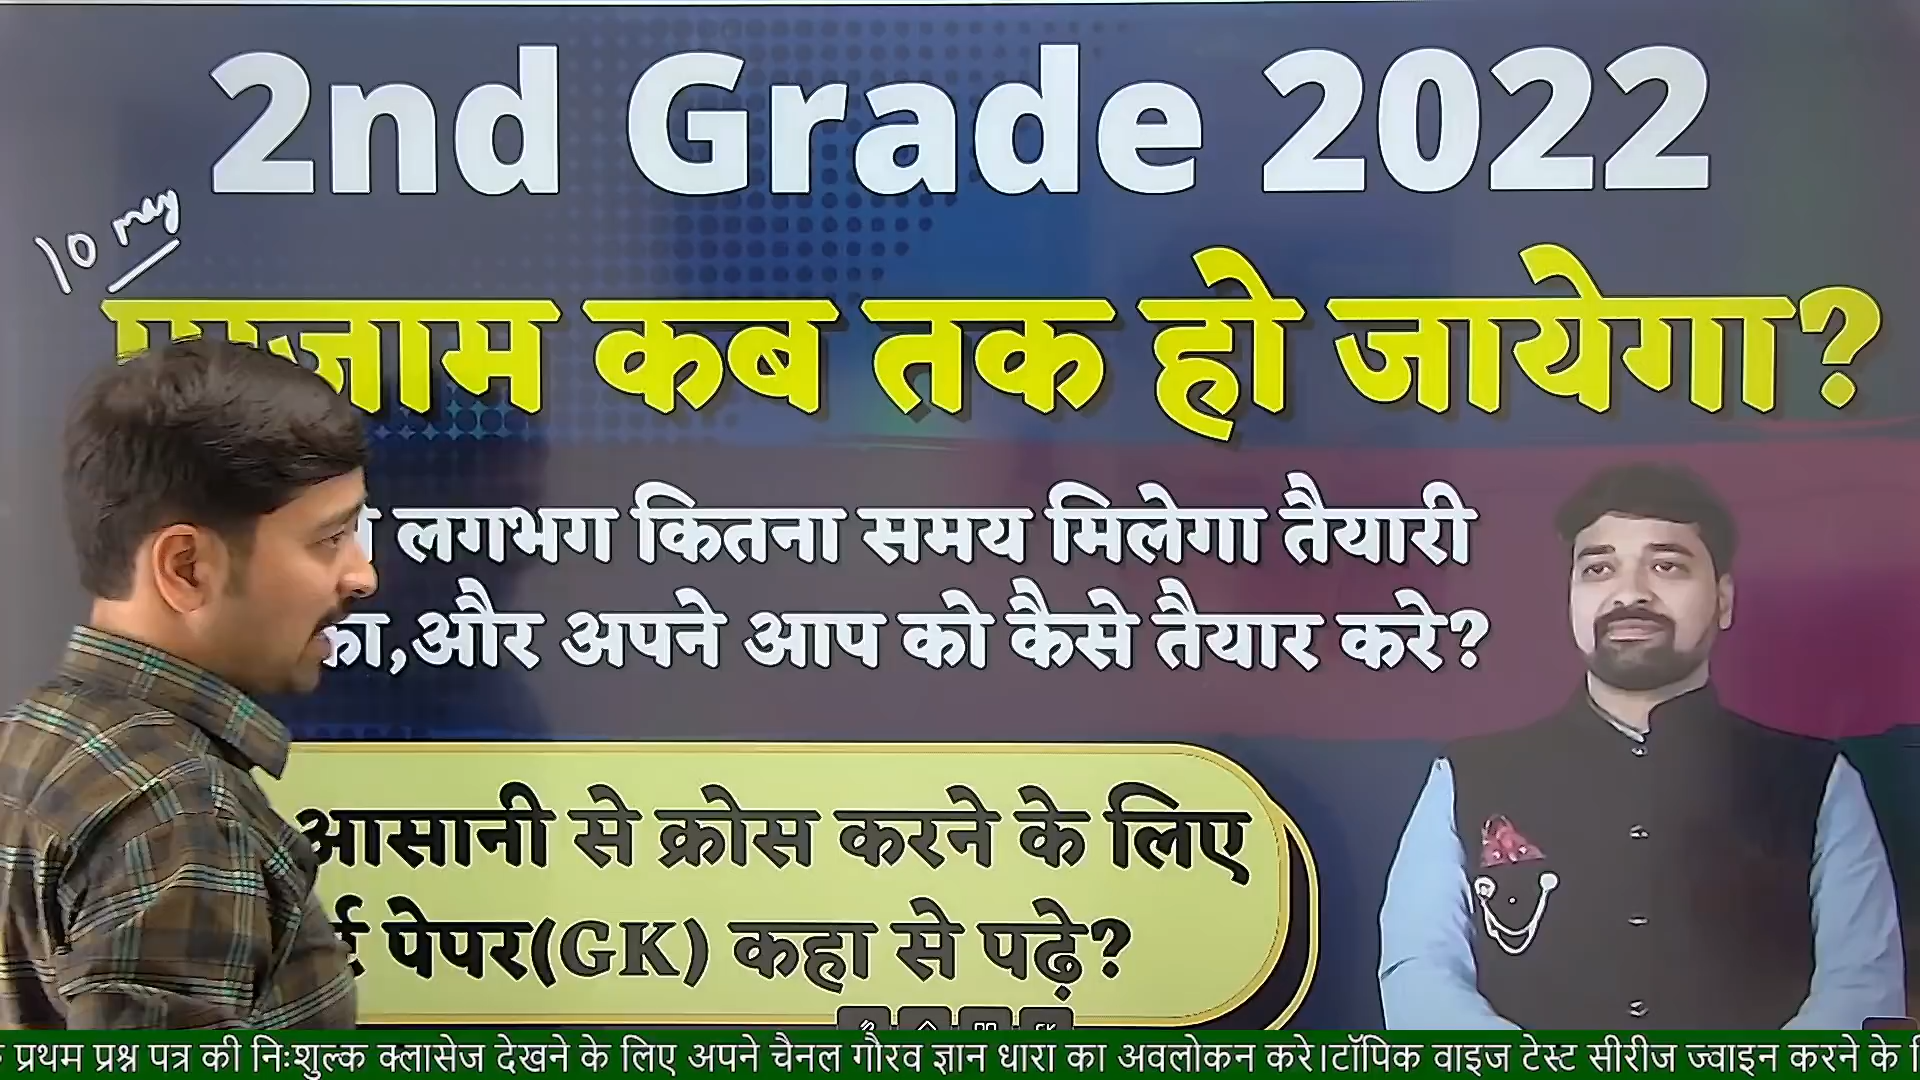 2nd Grade 2022
10 may
कब तक हो जायेगा?
लगभग कितना समय मिलेगा तैयारी
का,और अपने आप को कैसे तैयार करे?
आसानी से क्रोस करने के लिए
पेपर(GK) कहा से पढ़े?
प्रथम प्रश्न पत्र की निःशुल्क क्लासेज देखने के लिए अपने चैनल गौरव ज्ञान धारा का अवलोकन करे।टॉपिक वाइज टेस्ट सीरीज ज्वाइन करने के